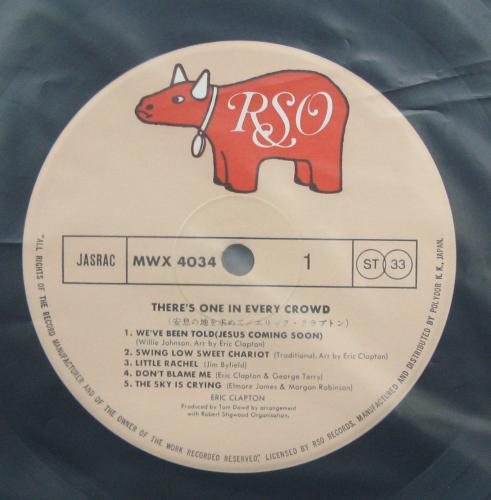 RSO
JASRAC MWX 4034 1 ST 33
THERE'S ONE IN EVERY CROWD
(安息の地を求めて－エリック・クラプトン)
1. WE'VE BEEN TOLD(JESUS COMING SOON)
(Willie Johnson, Arr by Eric Clapton)
2. SWING LOW SWEET CHARIOT (Traditional, Arr by Eric Clapton)
3. LITTLE RACHEL (Jim Byfield)
4. DON'T BLAME ME (Eric Clapton & George Terry)
5. THE SKY IS CRYING (Elmore James & Morgan Robinson)
ERIC CLAPTON
Produced by Tom Dowd by arrangement
with Robert Stigwood Organisation,
"ALL RIGHTS OF THE RECORD MANUFACTURER AND OF THE OWNER OF THE WORK RECORDED RESERVED", LICENSED BY RSO RECORDS, MANUFACTURED AND DISTRIBUTED BY POLYDOR K. K., JAPAN.